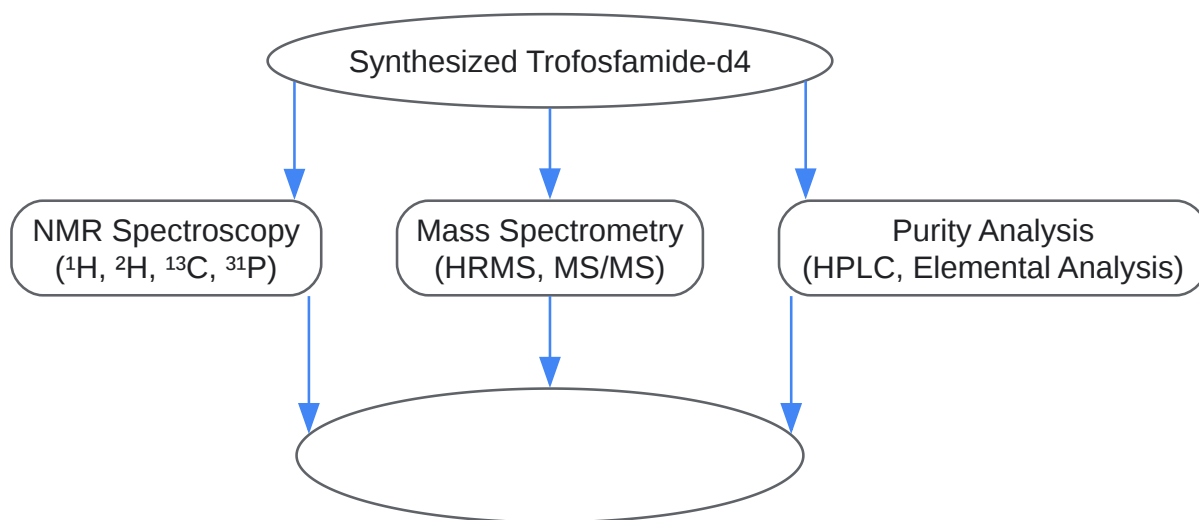 Synthesized Trofosfamide-d4
NMR Spectroscopy
(¹H, ²H, ¹³C, ³¹P)
Mass Spectrometry
(HRMS, MS/MS)
Purity Analysis
(HPLC, Elemental Analysis)